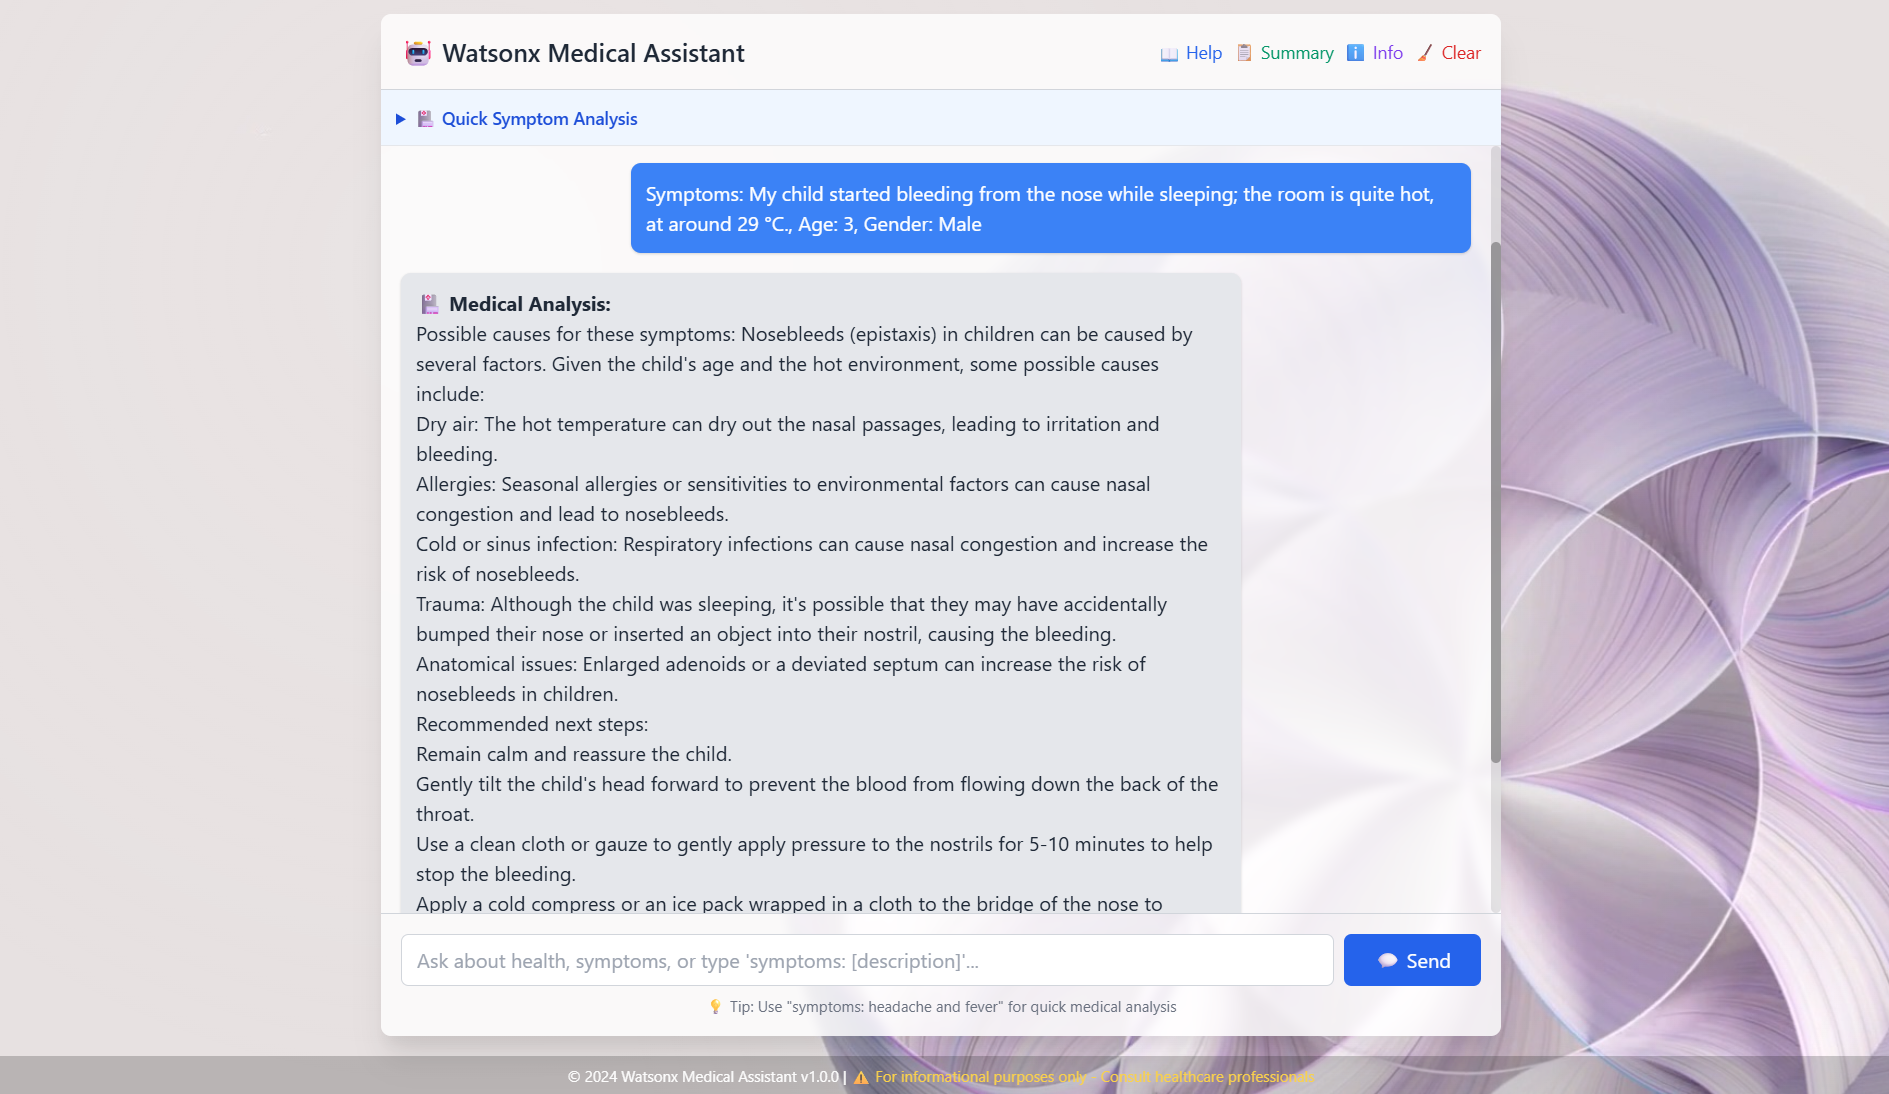 Watsonx Medical Assistant
Help Summary Info Clear
Quick Symptom Analysis
Symptoms: My child started bleeding from the nose while sleeping; the room is quite hot,
at around 29 °C., Age: 3, Gender: Male
Medical Analysis:
Possible causes for these symptoms: Nosebleeds (epistaxis) in children can be caused by
several factors. Given the child's age and the hot environment, some possible causes
include:
Dry air: The hot temperature can dry out the nasal passages, leading to irritation and
bleeding.
Allergies: Seasonal allergies or sensitivities to environmental factors can cause nasal
congestion and lead to nosebleeds.
Cold or sinus infection: Respiratory infections can cause nasal congestion and increase the
risk of nosebleeds.
Trauma: Although the child was sleeping, it's possible that they may have accidentally
bumped their nose or inserted an object into their nostril, causing the bleeding.
Anatomical issues: Enlarged adenoids or a deviated septum can increase the risk of
nosebleeds in children.
Recommended next steps:
Remain calm and reassure the child.
Gently tilt the child's head forward to prevent the blood from flowing down the back of the
throat.
Use a clean cloth or gauze to gently apply pressure to the nostrils for 5-10 minutes to help
stop the bleeding.
Apply a cold compress or an ice pack wrapped in a cloth to the bridge of the nose to
Ask about health, symptoms, or type 'symptoms: [description]'...
Send
Tip: Use "symptoms: headache and fever" for quick medical analysis
© 2024 Watsonx Medical Assistant v1.0.0 | For informational purposes only - Consult healthcare professionals